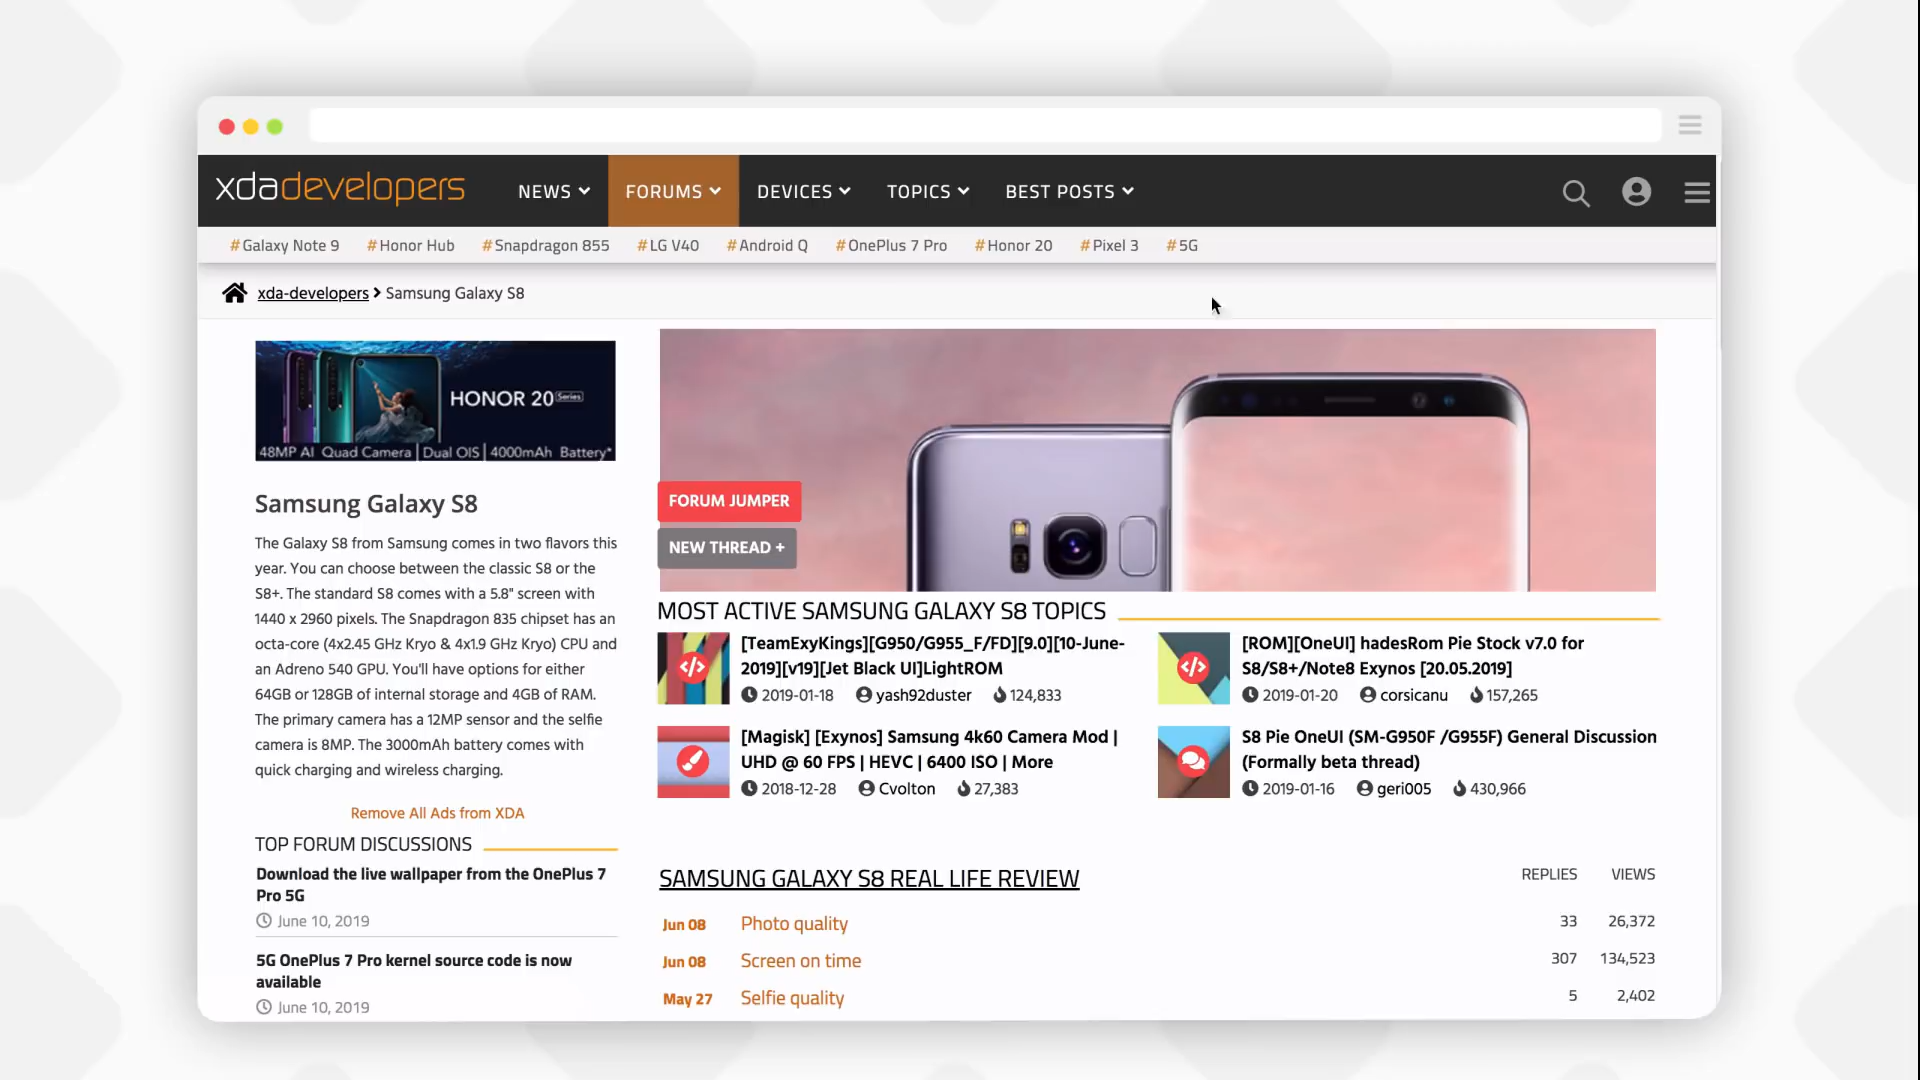 xdadevelopers NEWS FORUMS DEVICES TOPICS BEST POSTS
#Galaxy Note 9 #Honor Hub #Snapdragon 855 #LG V40 #Android Q #OnePlus 7 Pro #Honor 20 #Pixel 3 #5G
xda-developers > Samsung Galaxy S8
HONOR 20 Series
48MP AI Quad Camera | Dual OIS | 4000mAh Battery*
Samsung Galaxy S8
The Galaxy S8 from Samsung comes in two flavors this
year. You can choose between the classic S8 or the
S8+. The standard S8 comes with a 5.8" screen with
1440 x 2960 pixels. The Snapdragon 835 chipset has an
octa-core (4x2.45 GHz Kryo & 4x1.9 GHz Kryo) CPU and
an Adreno 540 GPU. You'll have options for either
64GB or 128GB of internal storage and 4GB of RAM.
The primary camera has a 12MP sensor and the selfie
camera is 8MP. The 3000mAh battery comes with
quick charging and wireless charging.
Remove All Ads from XDA
TOP FORUM DISCUSSIONS
Download the live wallpaper from the OnePlus 7
Pro 5G
June 10, 2019
5G OnePlus 7 Pro kernel source code is now
available
June 10, 2019
FORUM JUMPER
NEW THREAD +
MOST ACTIVE SAMSUNG GALAXY S8 TOPICS
[TeamExyKings][G950/G955_F/FD][9.0][10-June-
2019][v19][Jet Black UI]LightROM
2019-01-18 yash92duster 124,833
[ROM][OneUI] hadesRom Pie Stock v7.0 for
S8/S8+/Note8 Exynos [20.05.2019]
2019-01-20 corsicanu 157,265
[Magisk] [Exynos] Samsung 4k60 Camera Mod |
UHD @ 60 FPS | HEVC | 6400 ISO | More
2018-12-28 Cvolton 27,383
S8 Pie OneUI (SM-G950F /G955F) General Discussion
(Formally beta thread)
2019-01-16 geri005 430,966
SAMSUNG GALAXY S8 REAL LIFE REVIEW REPLIES VIEWS
Jun 08 Photo quality 33 26,372
Jun 08 Screen on time 307 134,523
May 27 Selfie quality 5 2,402